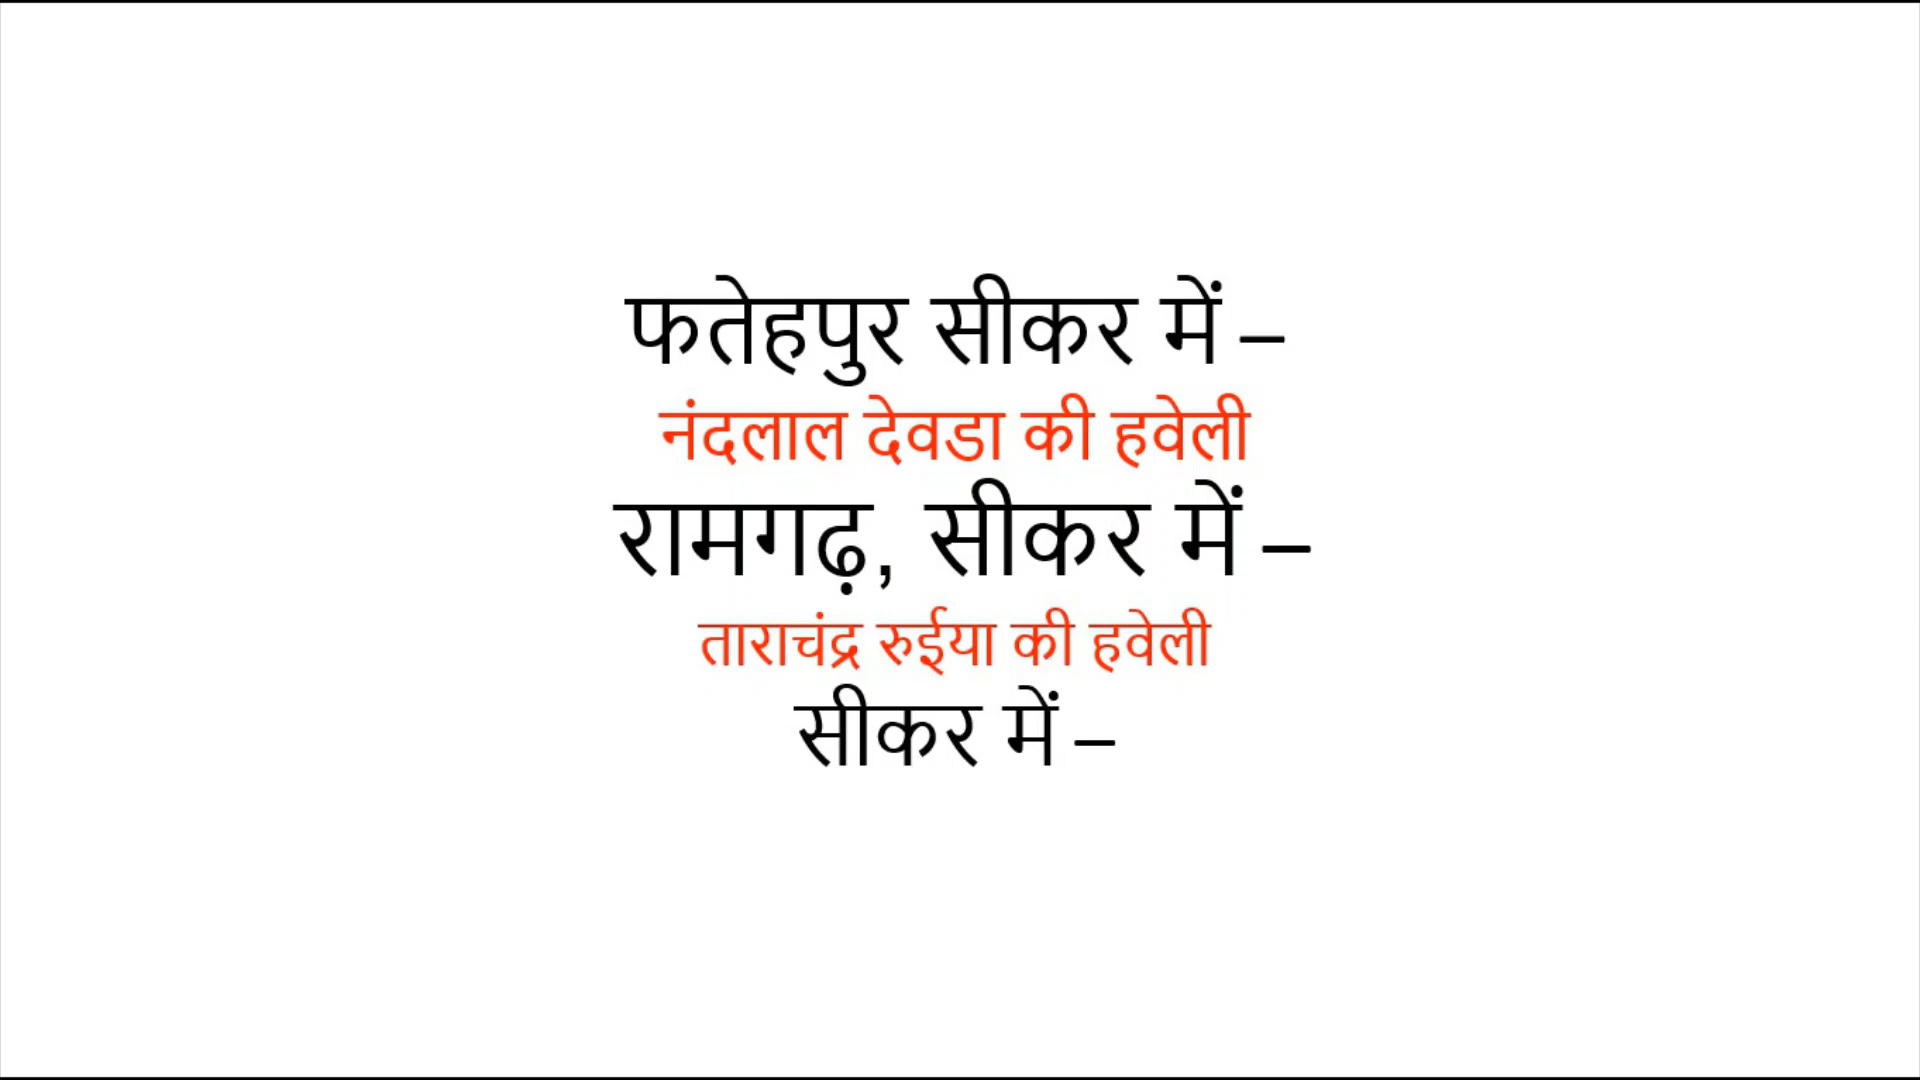 फतेहपुर सीकर में –
नंदलाल देवडा की हवेली
रामगढ़, सीकर में –
ताराचंद्र रुईया की हवेली
सीकर में –